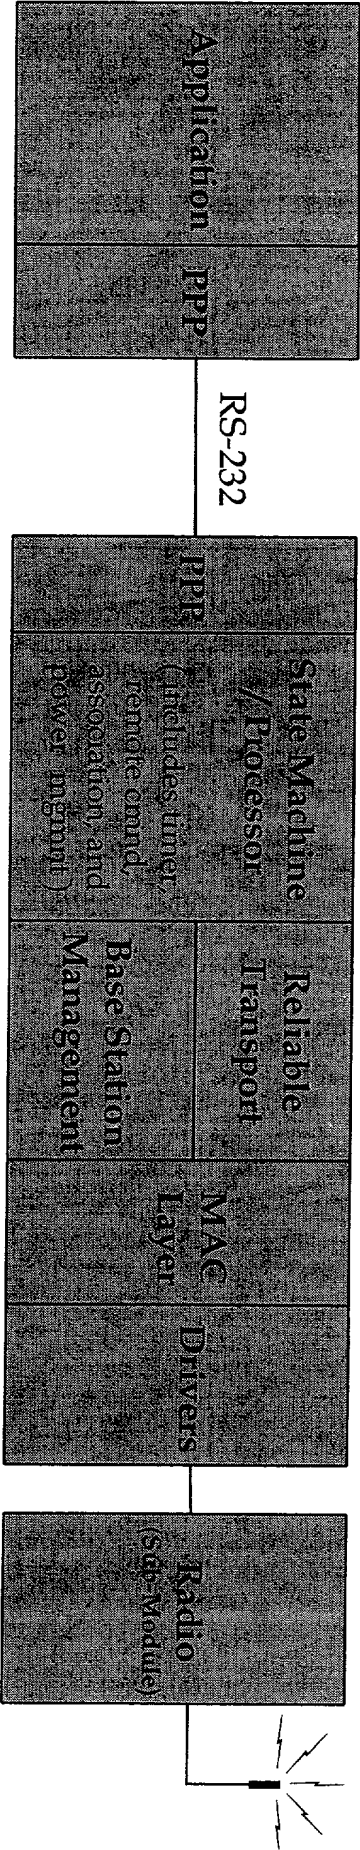 Application
PPP
RS-232
PPP
State Machine
/ Processor
(includes timer,
remote cmd,
association, and
power mgmt.)
Reliable
Transport
Base Station
Management
MAC
Layer
Drivers
Radio
(Sub-Module)